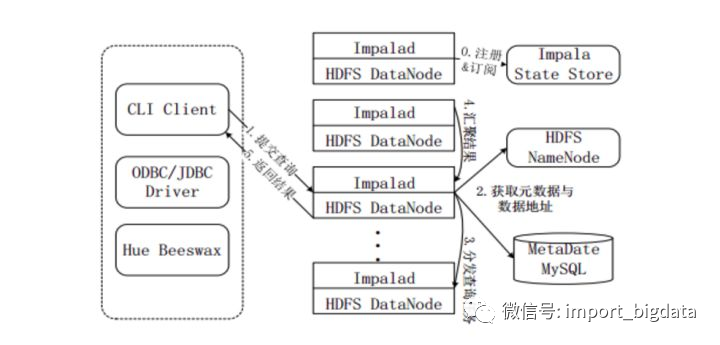 CLI Client
ODBC/JDBC
Driver
Hue Beeswax
1. 提交查询
5. 返回结果
Impalad
HDFS DataNode
0. 注册
&订阅
Impala
State Store
Impalad
HDFS DataNode
4. 汇聚结果
HDFS
NameNode
Impalad
HDFS DataNode
2. 获取元数据与
数据地址
3. 分发查询
务
MetaDate
MySQL
Impalad
HDFS DataNode
微信号: import_bigdata